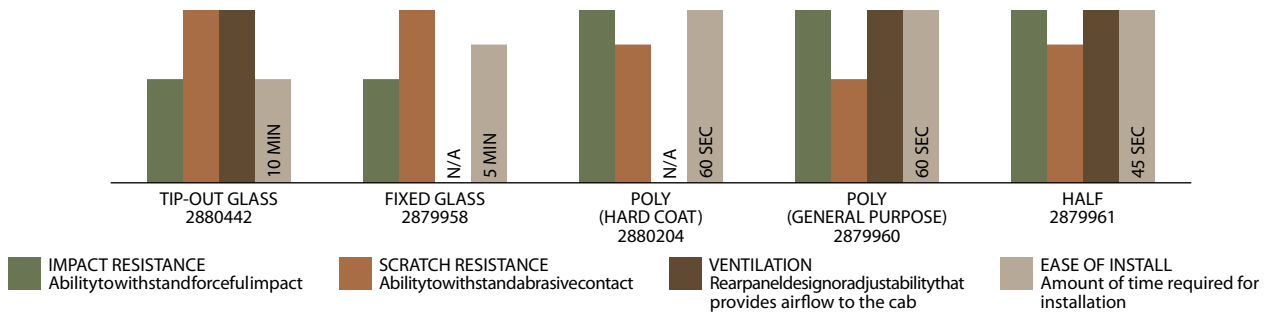 10 MIN
N/A
5 MIN
N/A
60 SEC
60 SEC
45 SEC
TIP-OUT GLASS
2880442
FIXED GLASS
2879958
POLY
(HARD COAT)
2880204
POLY
(GENERAL PURPOSE)
2879960
HALF
2879961
IMPACT RESISTANCE
Abilitytowithstandforcefulimpact
SCRATCH RESISTANCE
Abilitytowithstandabrasivecontact
VENTILATION
Rearpaneldesignoradjustabilitythat
provides airflow to the cab
EASE OF INSTALL
Amount of time required for
installation